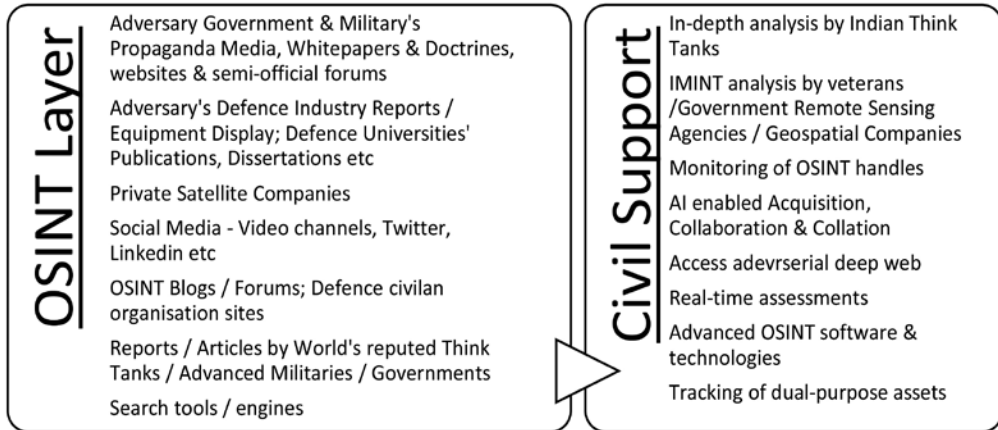 OSINT Layer
Adversary Government & Military's
Propaganda Media, Whitepapers & Doctrines,
websites & semi-official forums
Adversary's Defence Industry Reports /
Equipment Display; Defence Universities'
Publications, Dissertations etc
Private Satellite Companies
Social Media - Video channels, Twitter,
Linkedin etc
OSINT Blogs / Forums; Defence civilan
organisation sites
Reports / Articles by World's reputed Think
Tanks / Advanced Militaries / Governments
Search tools / engines
Civil Support
In-depth analysis by Indian Think
Tanks
IMINT analysis by veterans
/Government Remote Sensing
Agencies / Geospatial Companies
Monitoring of OSINT handles
AI enabled Acquisition,
Collaboration & Collation
Access adevrserial deep web
Real-time assessments
Advanced OSINT software &
technologies
Tracking of dual-purpose assets